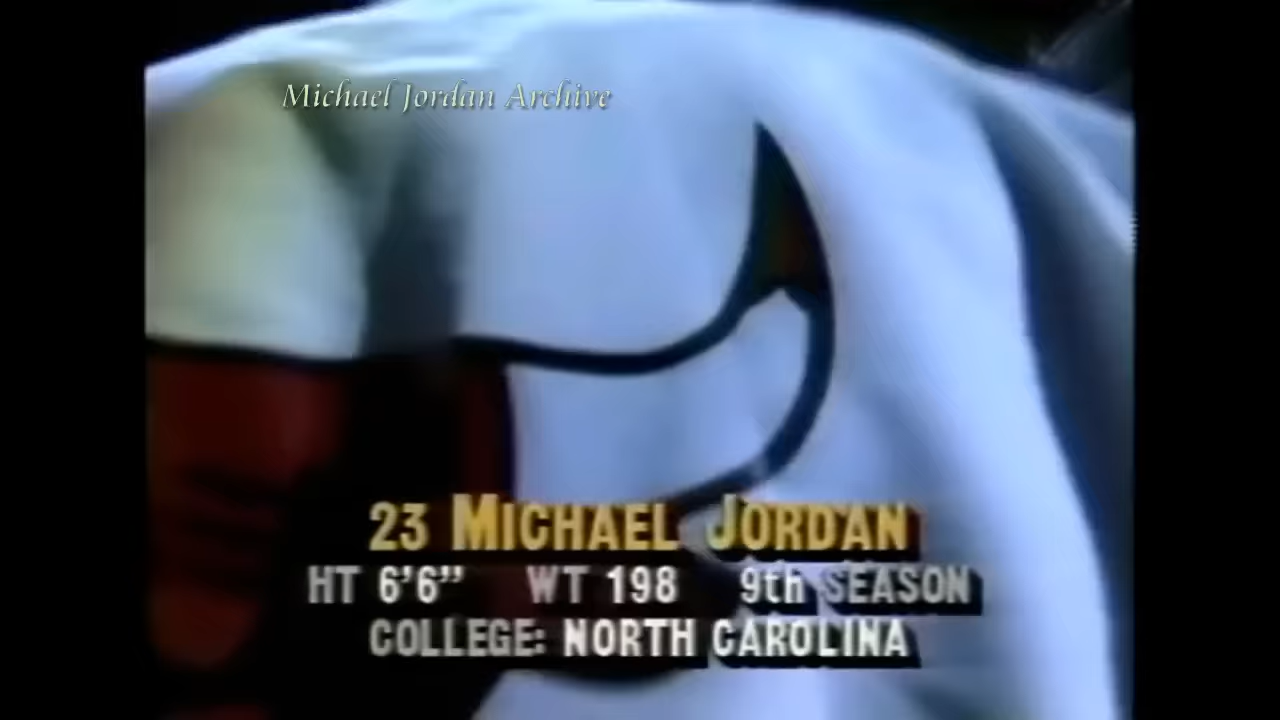 Michael Jordan Archive
23 MICHAEL JORDAN
HT 6'6" WT 198 9th SEASON
COLLEGE: NORTH CAROLINA